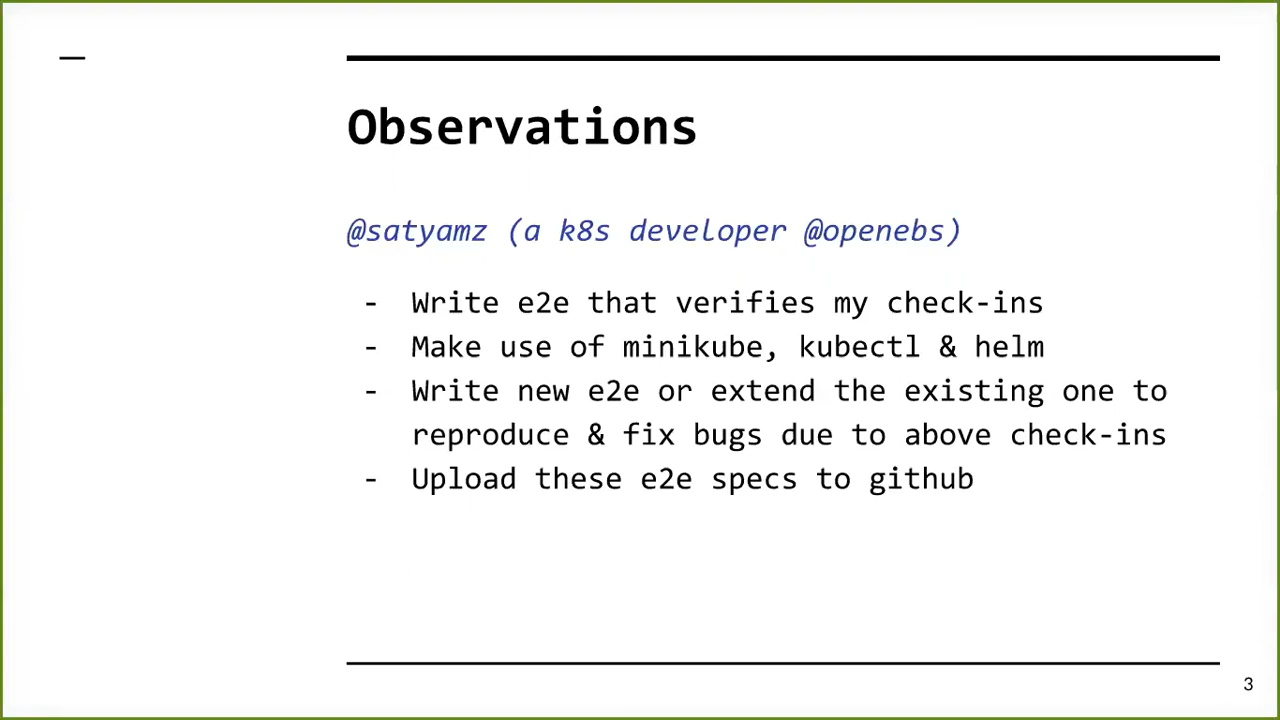 Observations
@satyamz (a k8s developer @openebs)
- Write e2e that verifies my check-ins
- Make use of minikube, kubectl & helm
- Write new e2e or extend the existing one to
reproduce & fix bugs due to above check-ins
- Upload these e2e specs to github
3